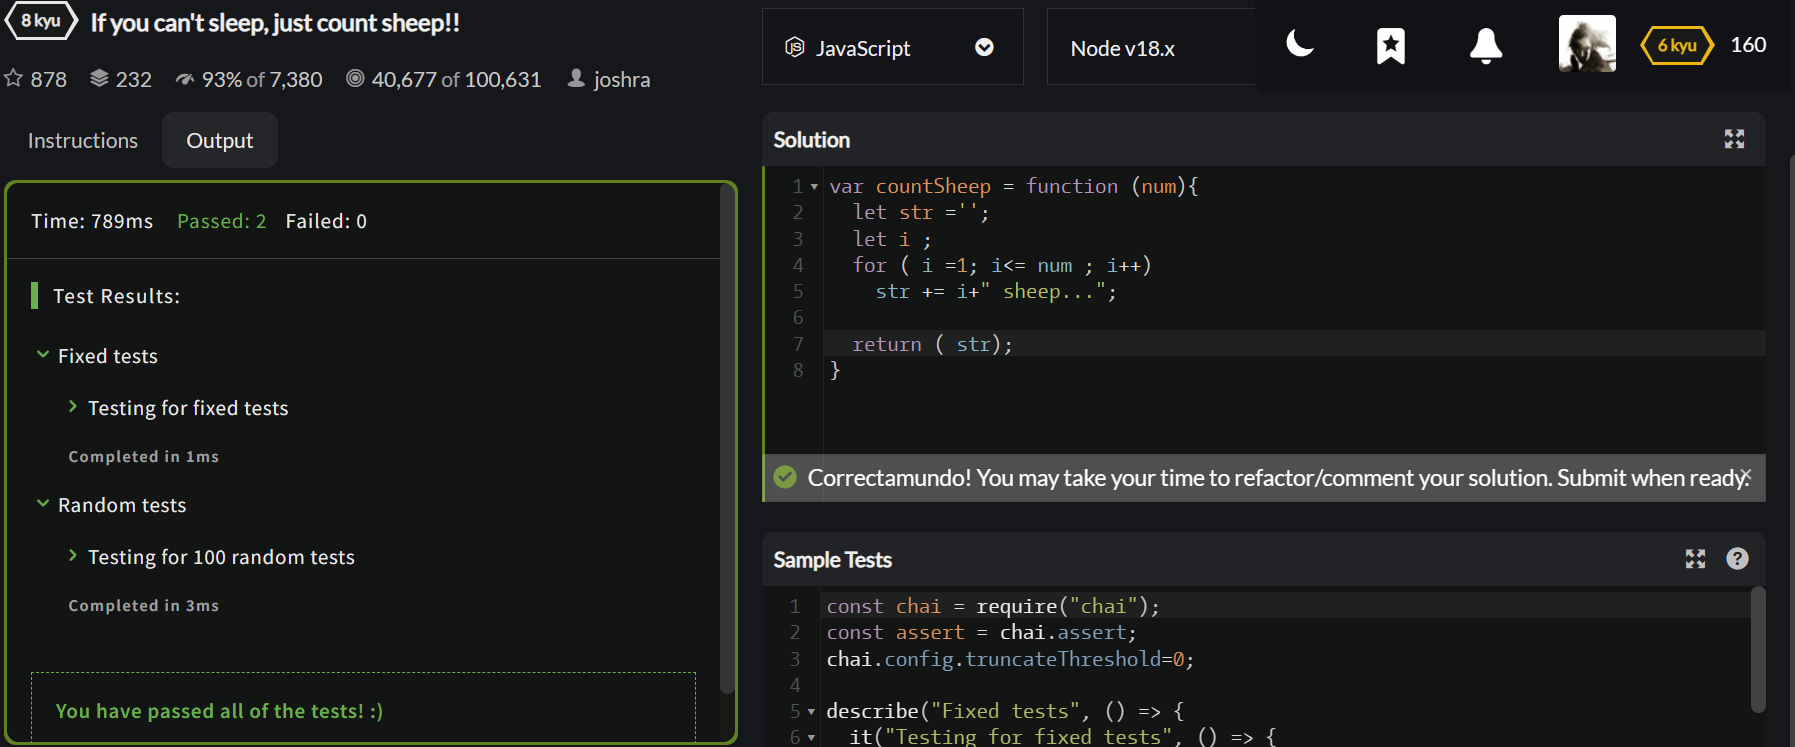 8 kyu
If you can't sleep, just count sheep!!
878 232 93% of 7,380 40,677 of 100,631 joshra
JavaScript
Node v18.x
6 kyu 160
Instructions Output
Time: 789ms Passed: 2 Failed: 0
Test Results:
Fixed tests
Testing for fixed tests
Completed in 1ms
Random tests
Testing for 100 random tests
Completed in 3ms
You have passed all of the tests! :)
Solution
1 var countSheep = function (num){
2 let str ='';
3 let i ;
4 for ( i =1; i<= num ; i++)
5 str += i+" sheep...";
6
7 return ( str);
8 }
Correctamundo! You may take your time to refactor/comment your solution. Submit when ready.
Sample Tests
1 const chai = require("chai");
2 const assert = chai.assert;
3 chai.config.truncateThreshold=0;
4
5 describe("Fixed tests", () => {
6 it("Testing for fixed tests", () => {